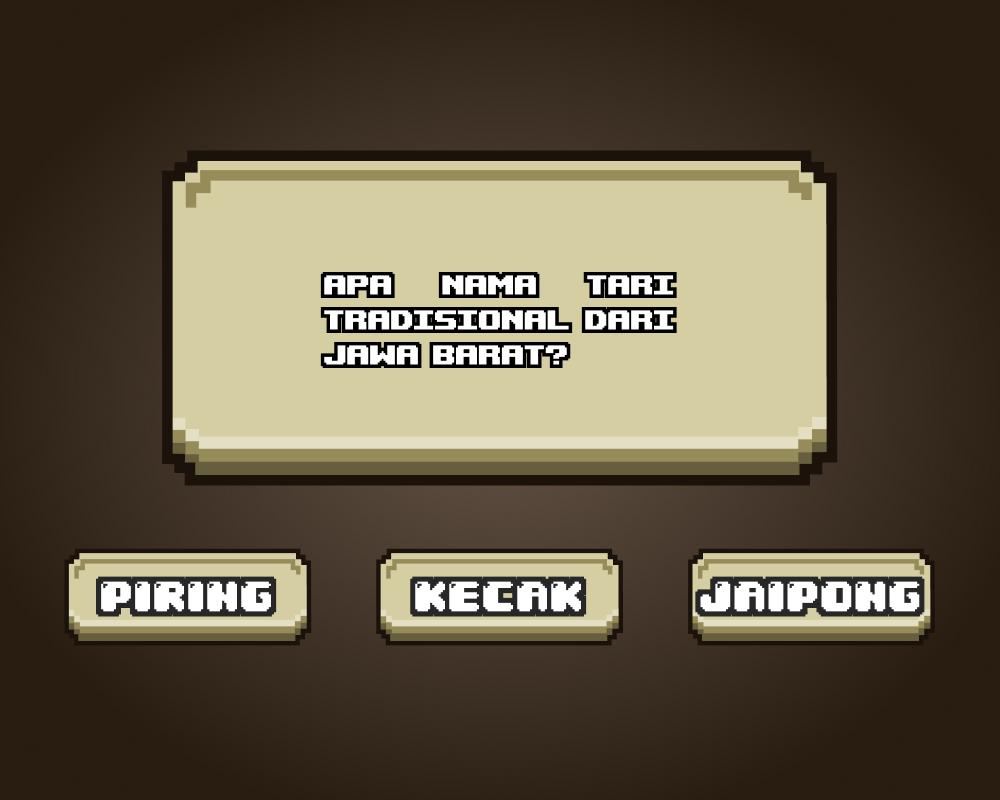 APA NAMA TARI
TRADISIONAL DARI
JAWA BARAT?
PIRING
KECAK
JAIPONG